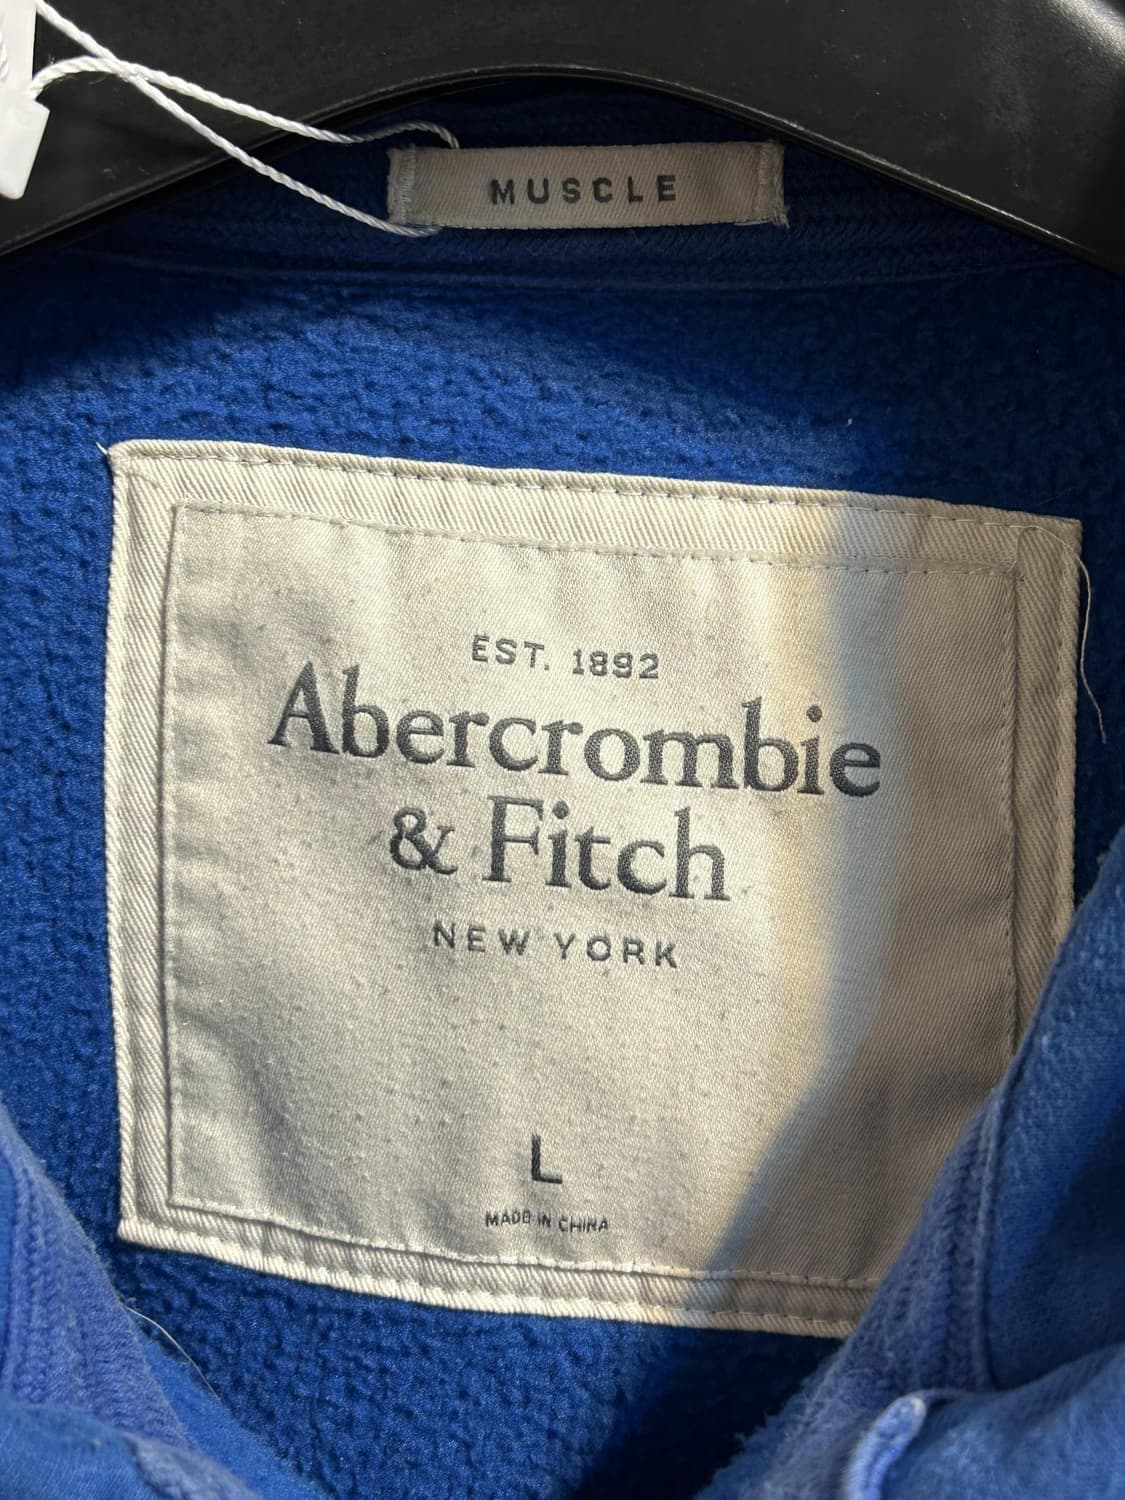 MUSCLE
EST. 1892
Abercrombie
& Fitch
NEW YORK
L
MADE IN CHINA